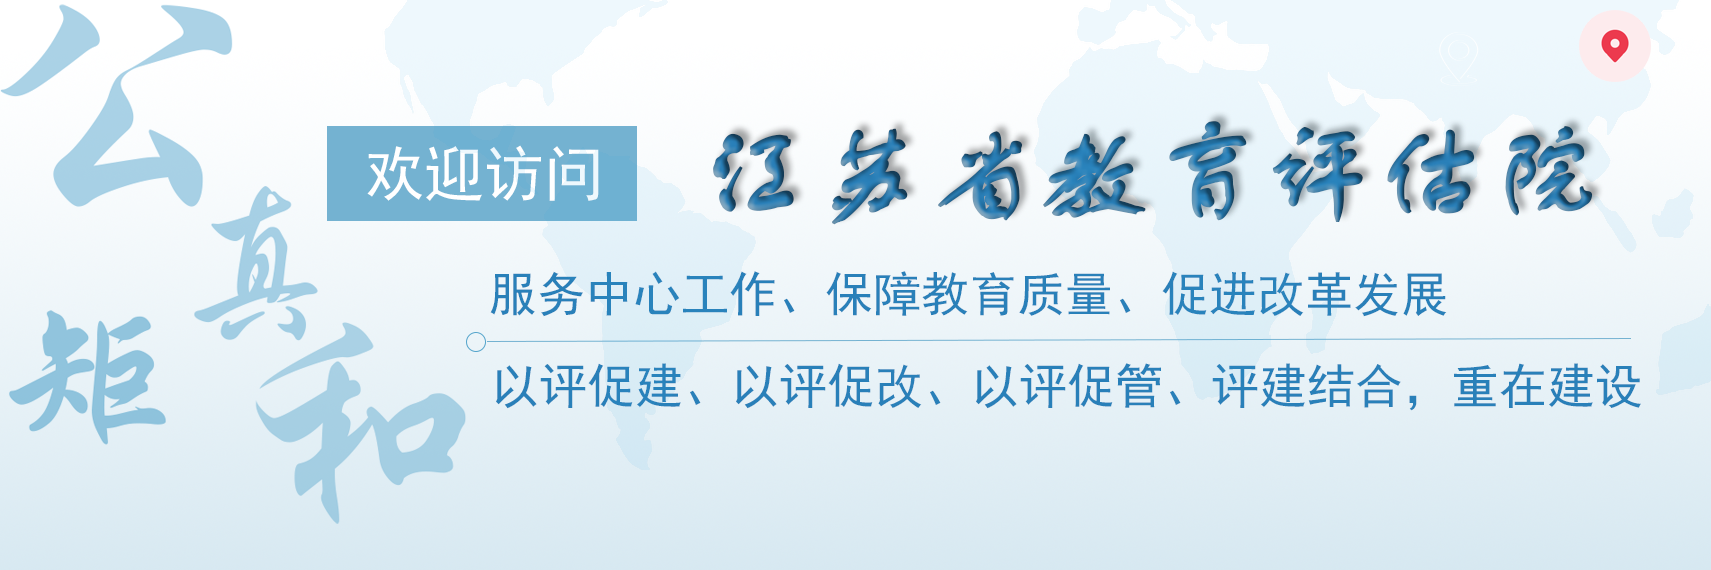 公
真
矩
和
欢迎访问 江苏省教育评估院
服务中心工作、保障教育质量、促进改革发展
以评促建、以评促改、以评促管、评建结合，重在建设